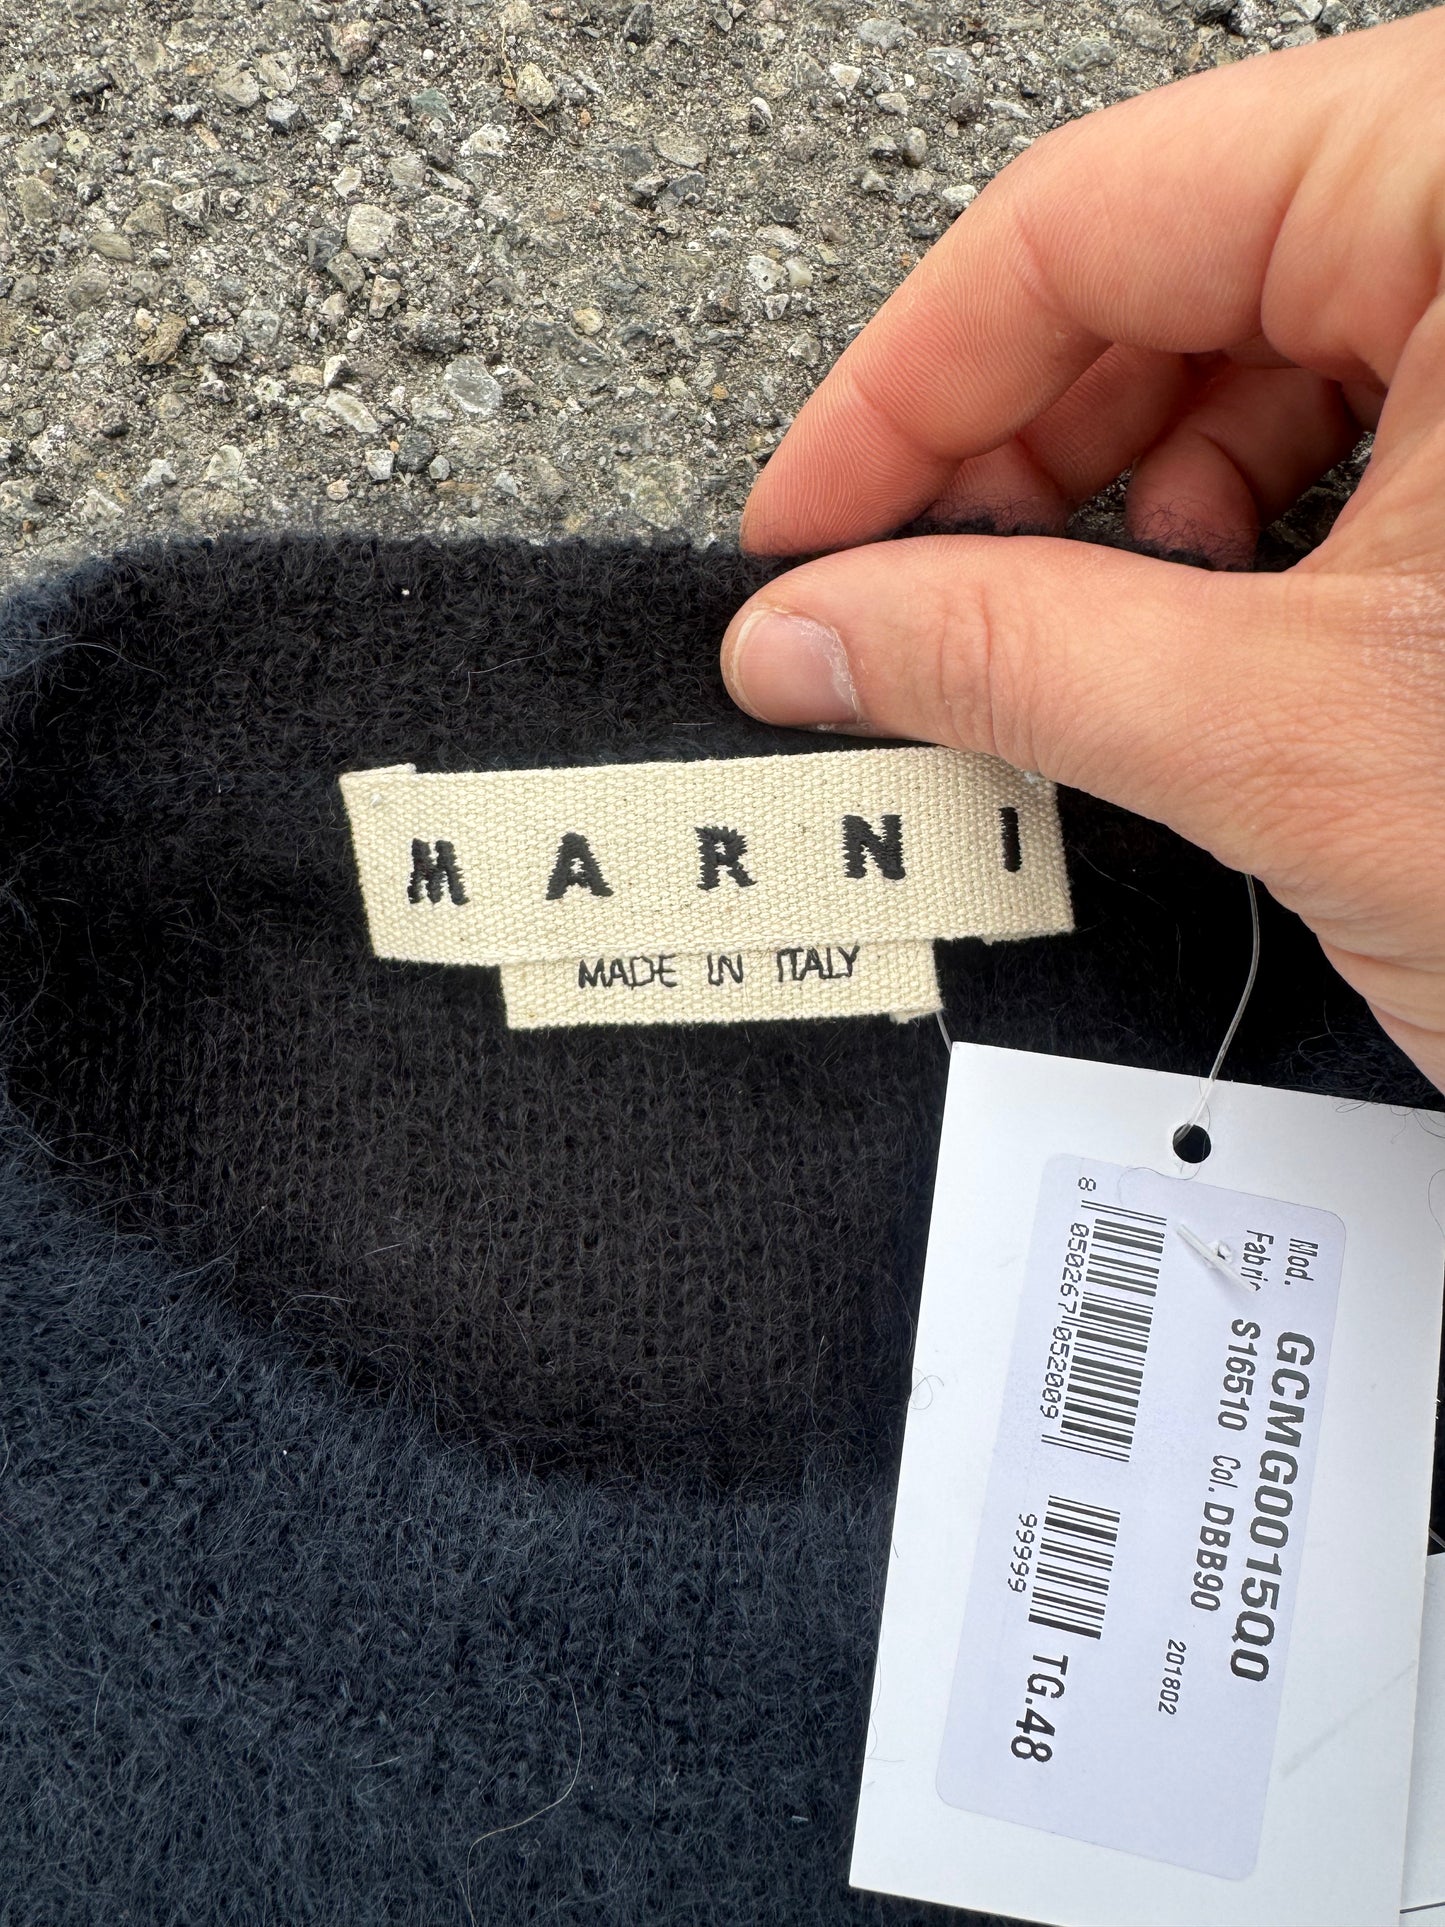 MARNI
MADE IN ITALY
Mod. GCMG0015Q0
Fabric S16510 Col. DBB90
201802
8 050267 052009
99999
TG.48